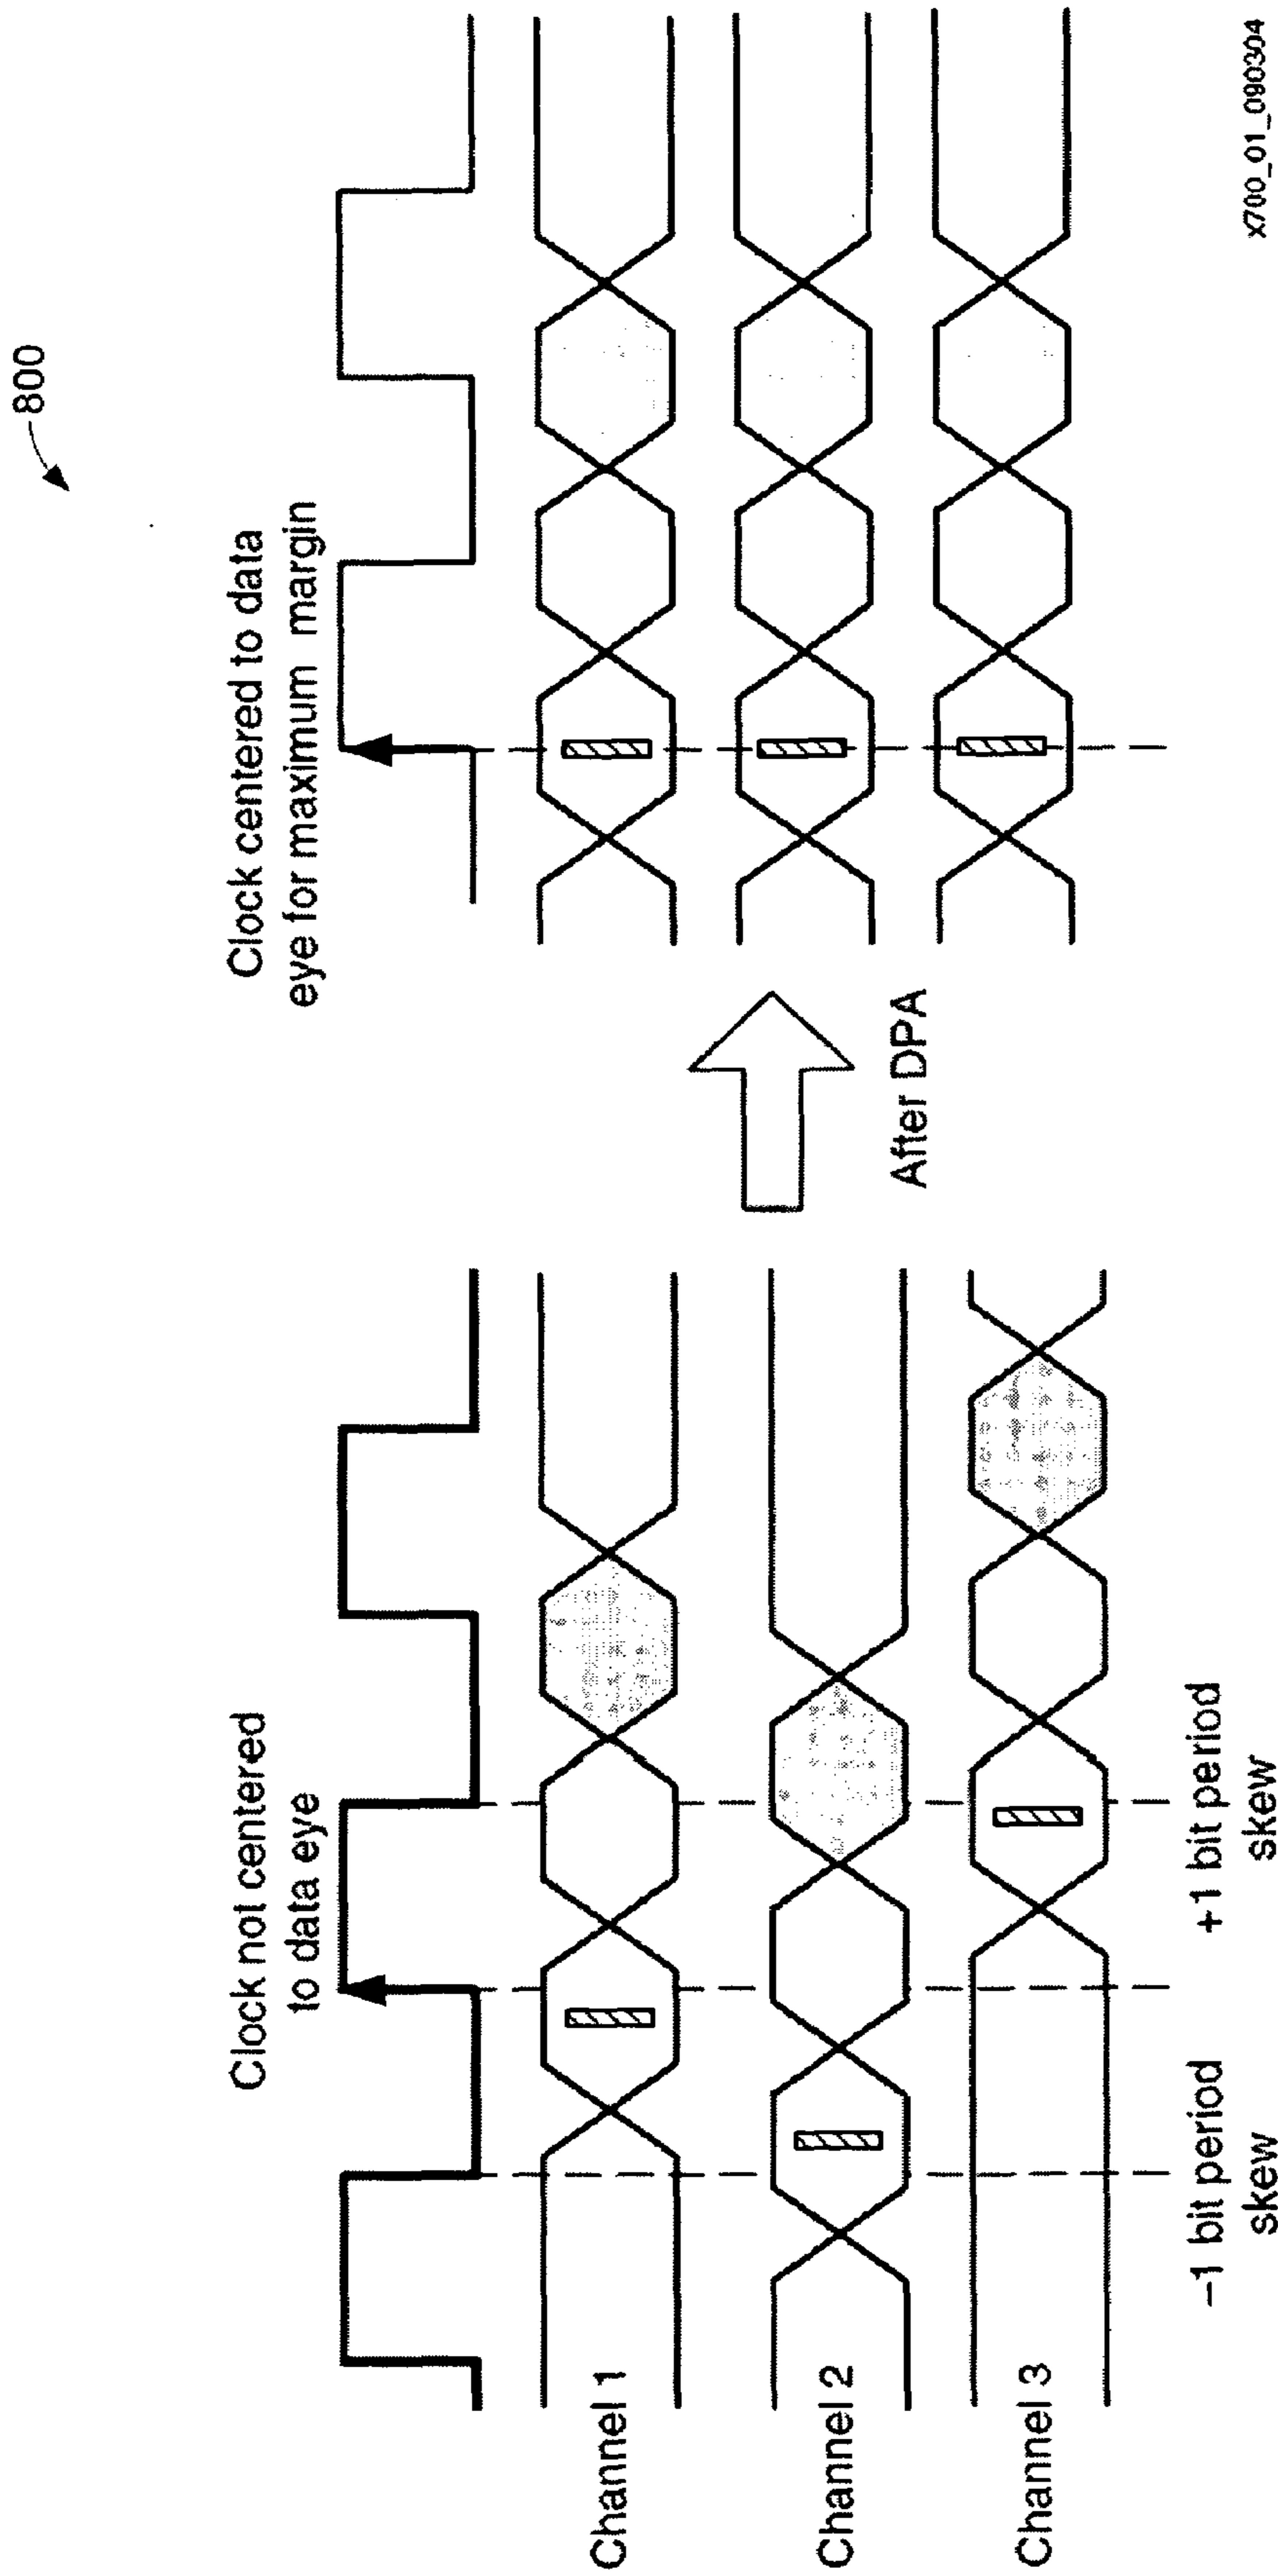 800
Clock not centered
to data eye
Clock centered to data
eye for maximum margin
Channel 1
Channel 2
Channel 3
After DPA
–1 bit period
skew
+1 bit period
skew
x700_01_090304